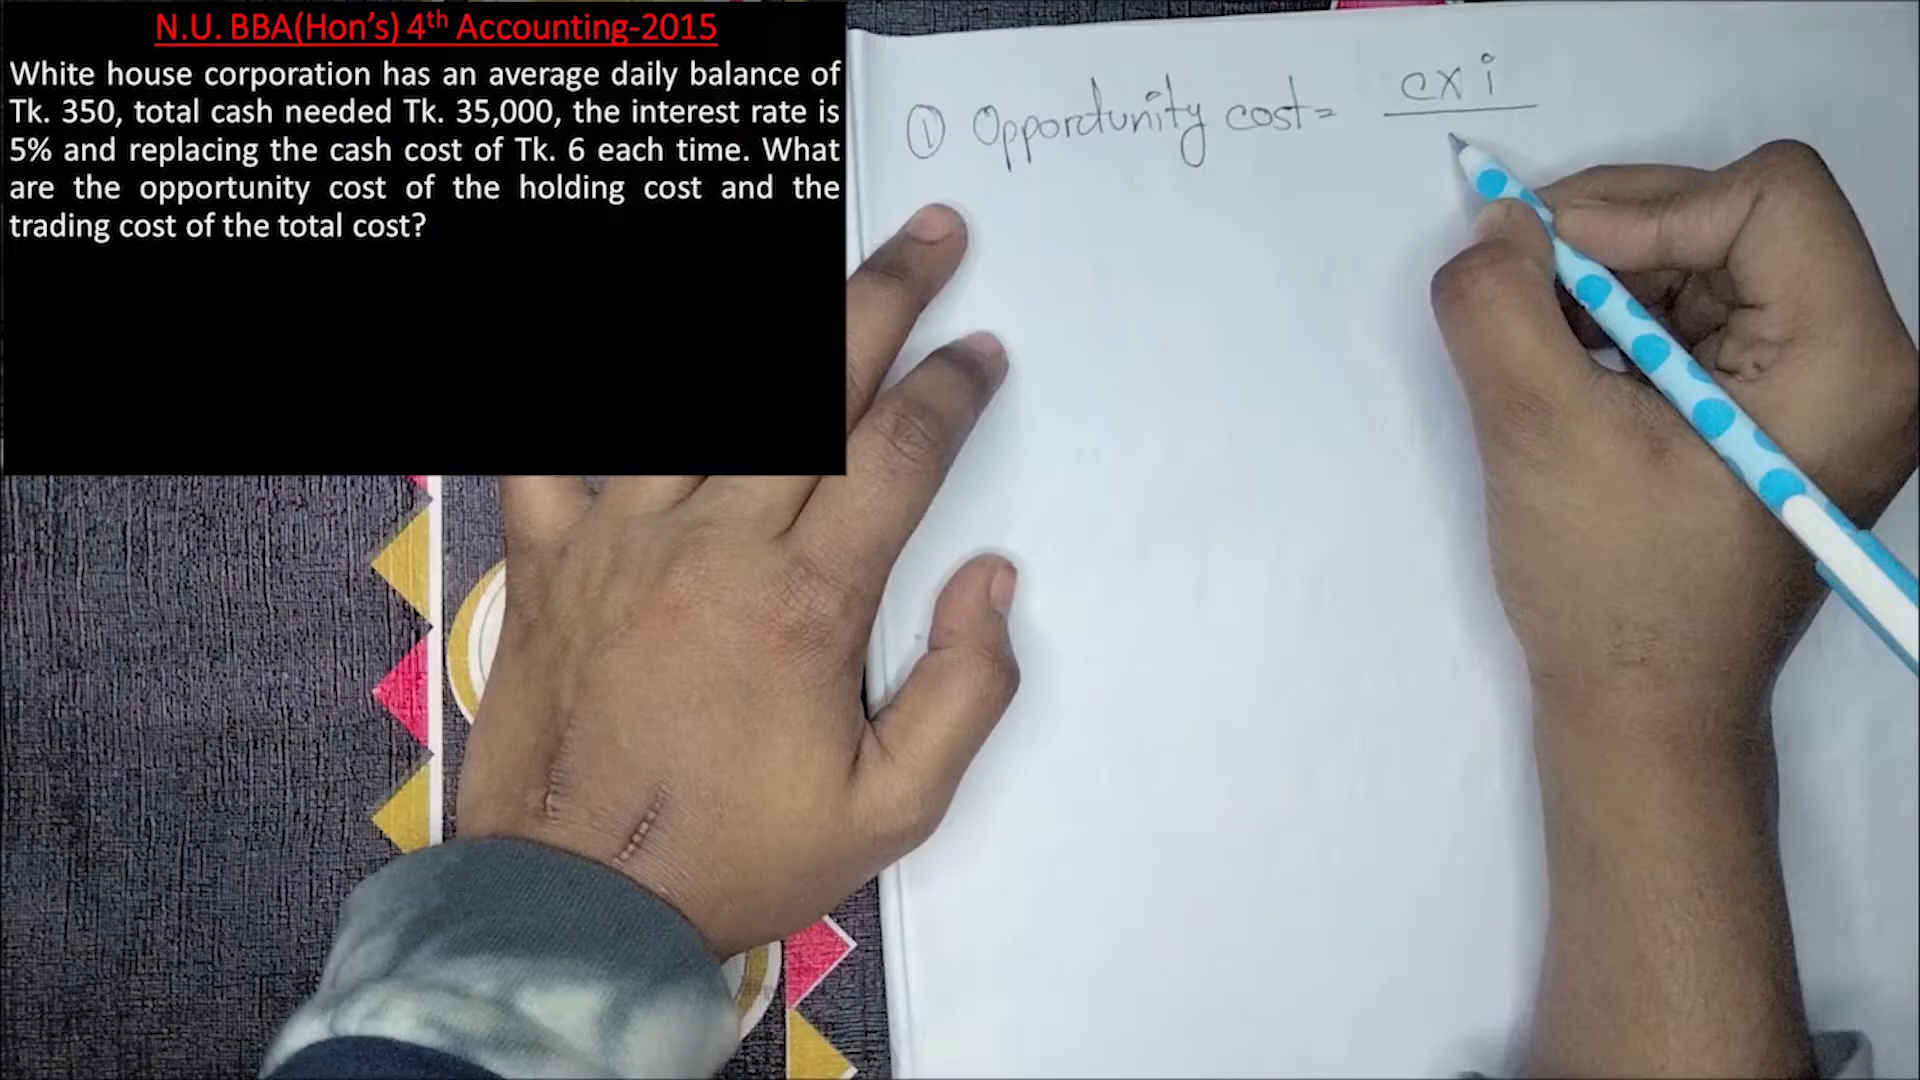 N.U. BBA(Hon’s) 4th Accounting-2015
White house corporation has an average daily balance of
Tk. 350, total cash needed Tk. 35,000, the interest rate is
5% and replacing the cash cost of Tk. 6 each time. What
are the opportunity cost of the holding cost and the
trading cost of the total cost?
① Opportunity cost = c×i